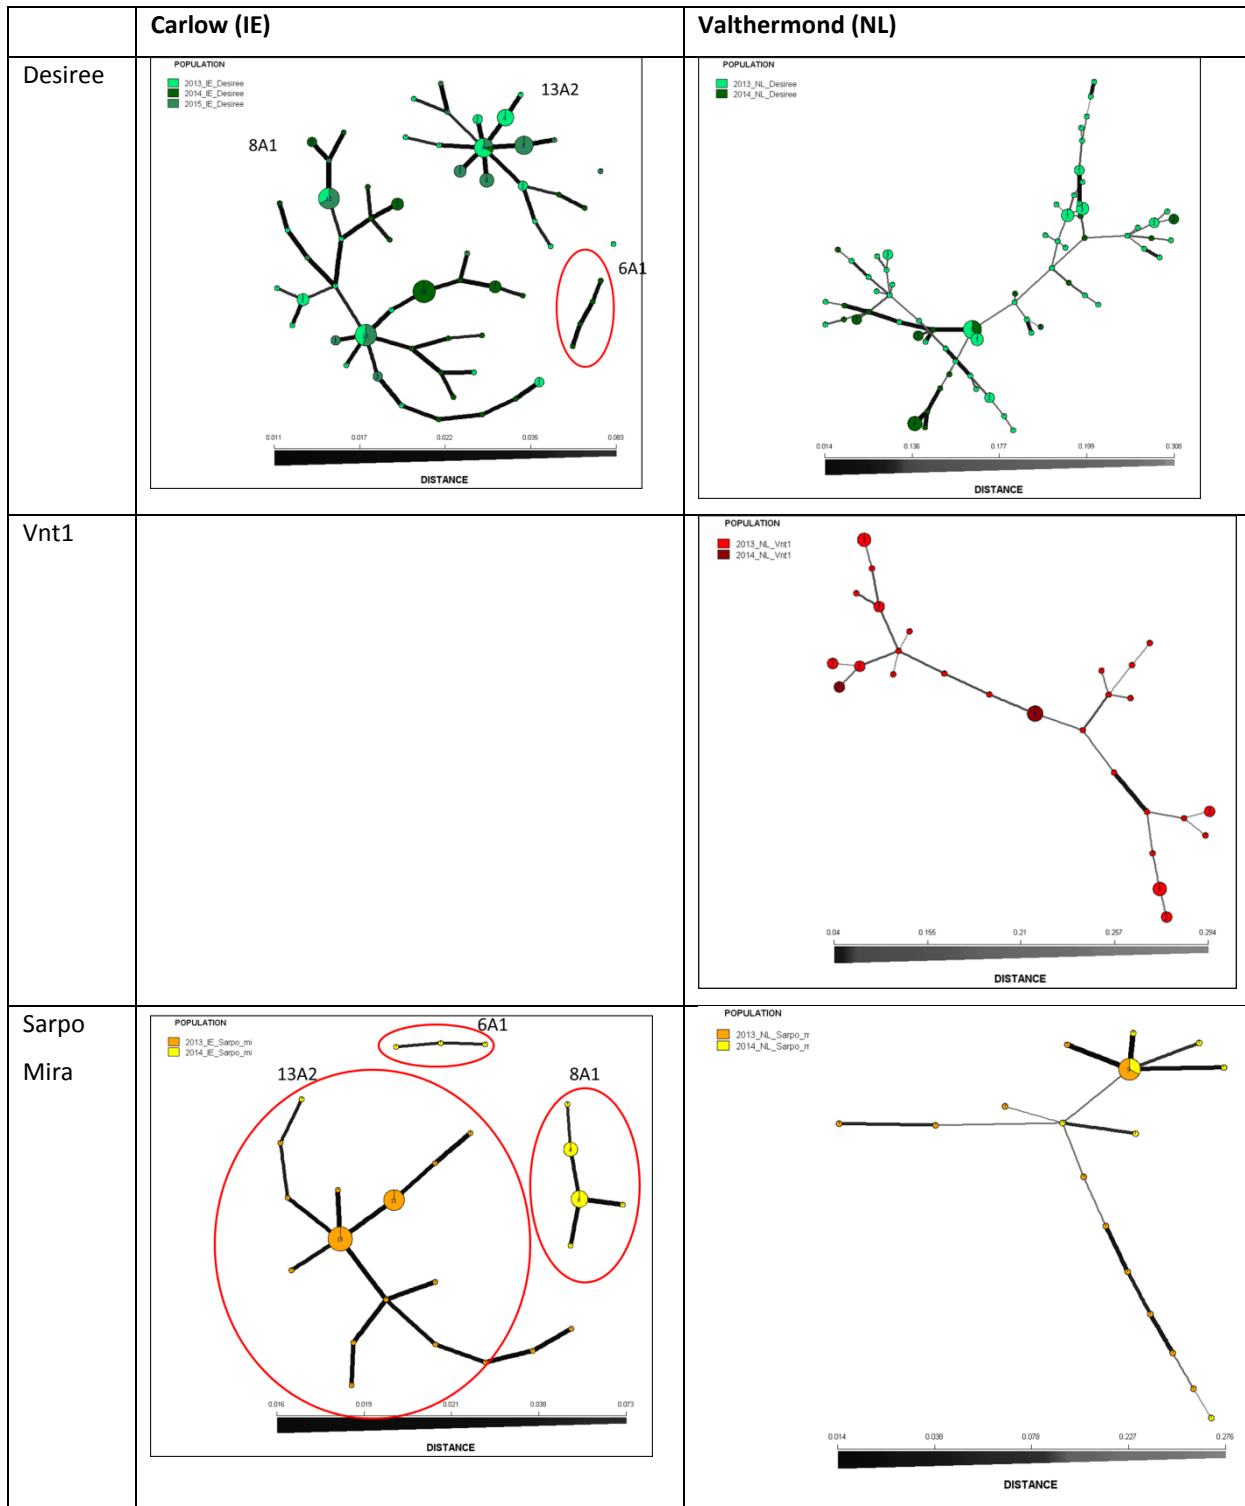 Carlow (IE)
Valthermond (NL)
Desiree
POPULATION
2013_IE_Desiree
2014_IE_Desiree
2015_IE_Desiree
13A2
8A1
6A1
0.011 0.017 0.022 0.036 0.083
DISTANCE
POPULATION
2013_NL_Desiree
2014_NL_Desiree
0.014 0.136 0.177 0.199 0.308
DISTANCE
Vnt1
POPULATION
2013_NL_Vnt1
2014_NL_Vnt1
0.04 0.155 0.21 0.257 0.294
DISTANCE
Sarpo
Mira
POPULATION
2013_IE_Sarpo_mi
2014_IE_Sarpo_mi
6A1
13A2
8A1
0.016 0.019 0.021 0.038 0.073
DISTANCE
POPULATION
2013_NL_Sarpo_m
2014_NL_Sarpo_m
0.014 0.038 0.078 0.227 0.276
DISTANCE